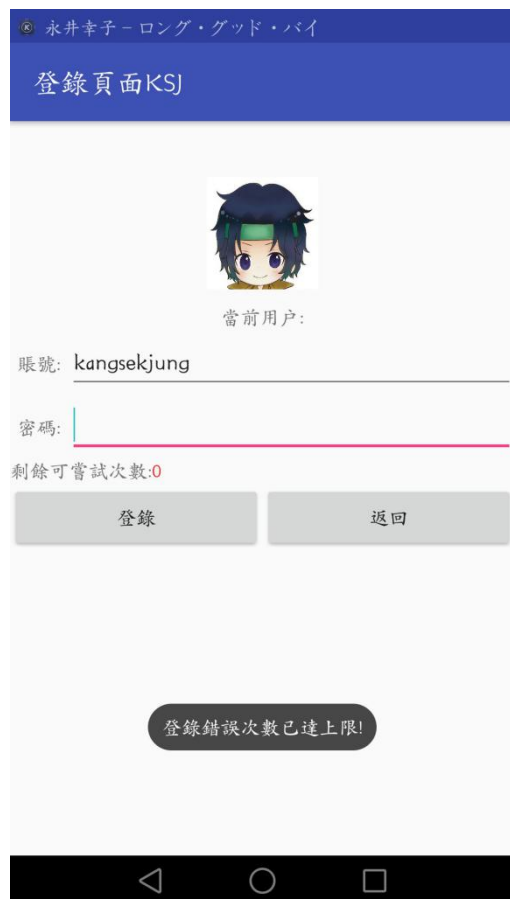 永井幸子－ロング・グッド・バイ
登錄頁面KSJ
當前用户:
賬號: kangsekjung
密碼:
剩餘可嘗試次數:0
登錄 返回
登錄錯誤次數已達上限!